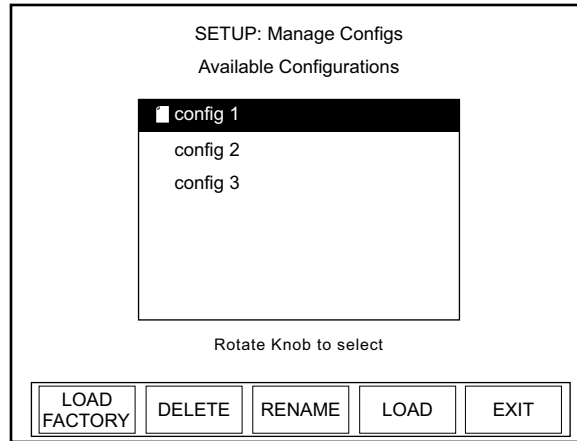 SETUP: Manage Configs
Available Configurations
config 1
config 2
config 3
Rotate Knob to select
LOAD FACTORY
DELETE
RENAME
LOAD
EXIT